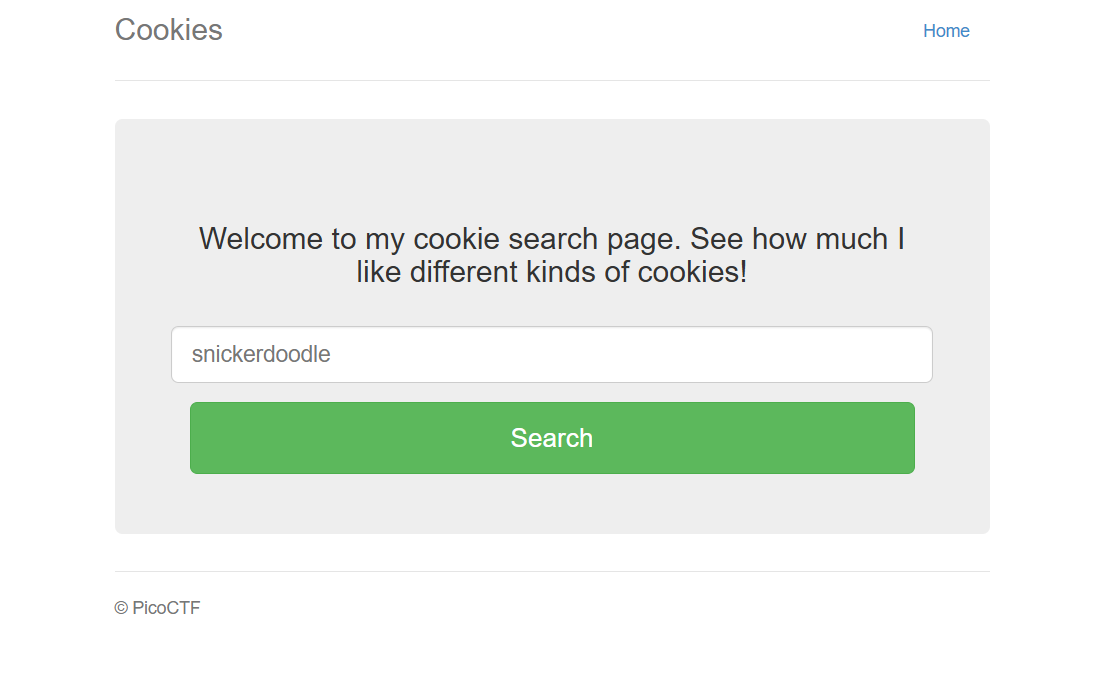 Cookies
Home
Welcome to my cookie search page. See how much I
like different kinds of cookies!
snickerdoodle
Search
© PicoCTF